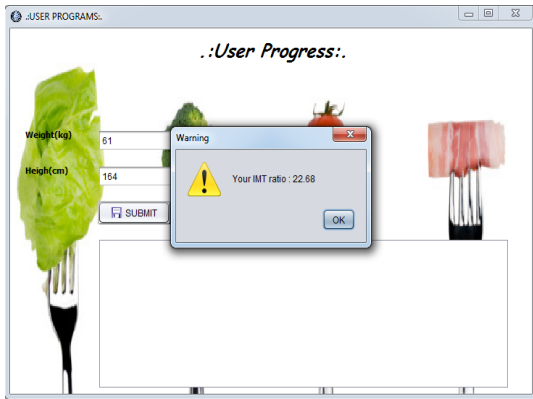 .:USER PROGRAMS:.
.:User Progress:.
Weight(kg)
61
Heigh(cm)
164
SUBMIT
Warning
Your IMT ratio : 22.68
OK